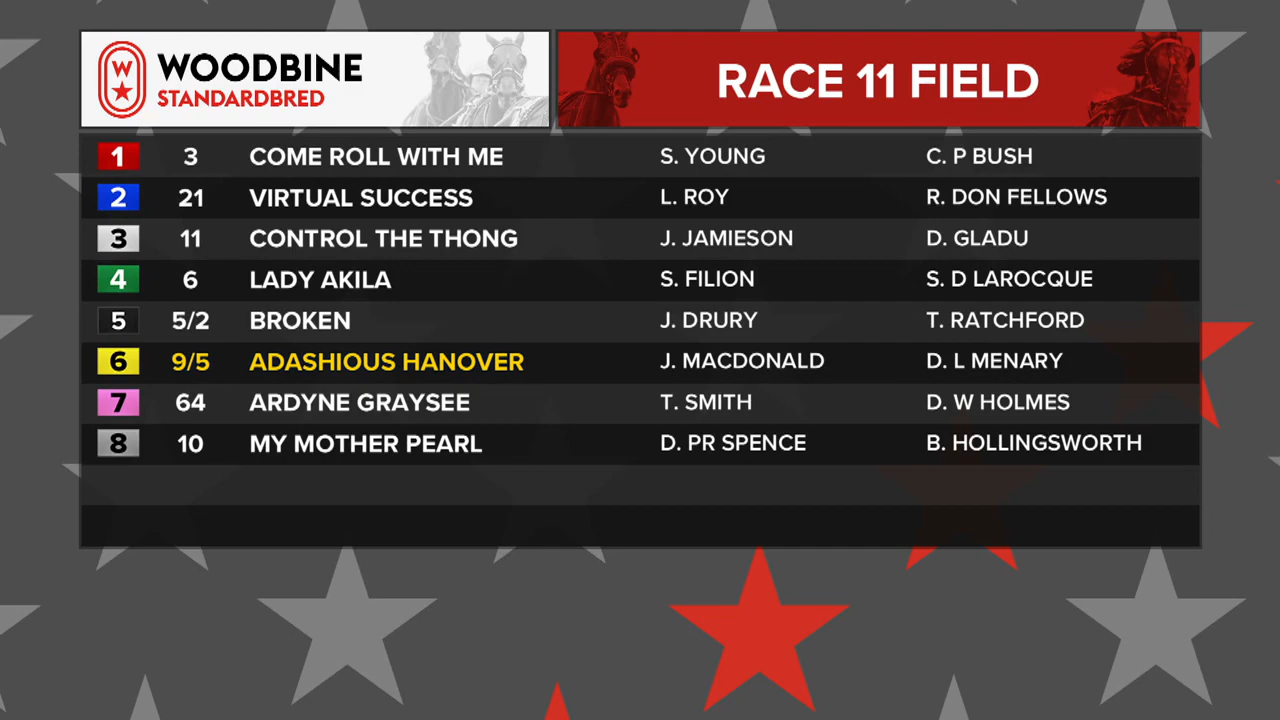 W
WOODBINE
STANDARDBRED
RACE 11 FIELD
1 3 COME ROLL WITH ME S. YOUNG C. P BUSH
2 21 VIRTUAL SUCCESS L. ROY R. DON FELLOWS
3 11 CONTROL THE THONG J. JAMIESON D. GLADU
4 6 LADY AKILA S. FILION S. D LAROCQUE
5 5/2 BROKEN J. DRURY T. RATCHFORD
6 9/5 ADASHIOUS HANOVER J. MACDONALD D. L MENARY
7 64 ARDYNE GRAYSEE T. SMITH D. W HOLMES
8 10 MY MOTHER PEARL D. PR SPENCE B. HOLLINGSWORTH